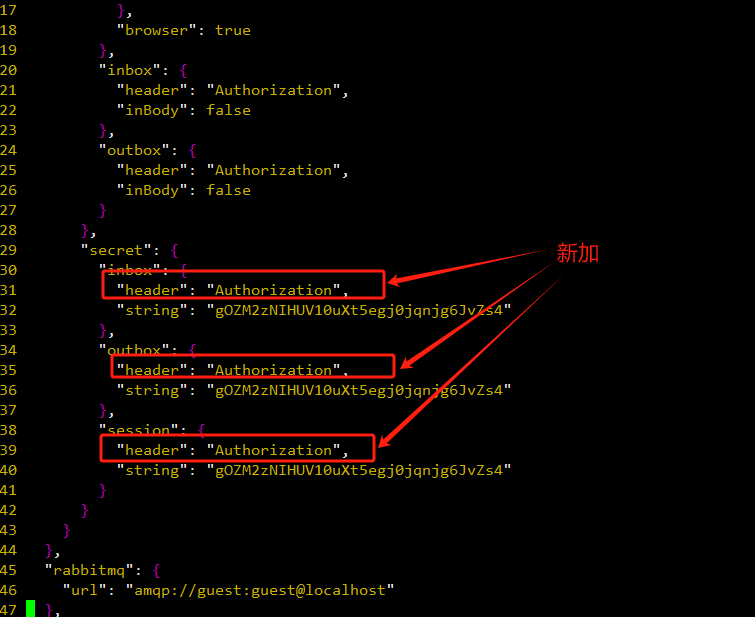 17 },
18 "browser": true
19 },
20 "inbox": {
21 "header": "Authorization",
22 "inBody": false
23 },
24 "outbox": {
25 "header": "Authorization",
26 "inBody": false
27 }
28 },
29 "secret": {
30 "inbox": {
31 "header": "Authorization",
32 "string": "gOZM2zNIHUV10uXt5egj0jqnjg6JvZs4"
33 },
34 "outbox": {
35 "header": "Authorization",
36 "string": "gOZM2zNIHUV10uXt5egj0jqnjg6JvZs4"
37 },
38 "session": {
39 "header": "Authorization",
40 "string": "gOZM2zNIHUV10uXt5egj0jqnjg6JvZs4"
41 }
42 }
43 }
44 },
45 "rabbitmq": {
46 "url": "amqp://guest:guest@localhost"
47 },
新加